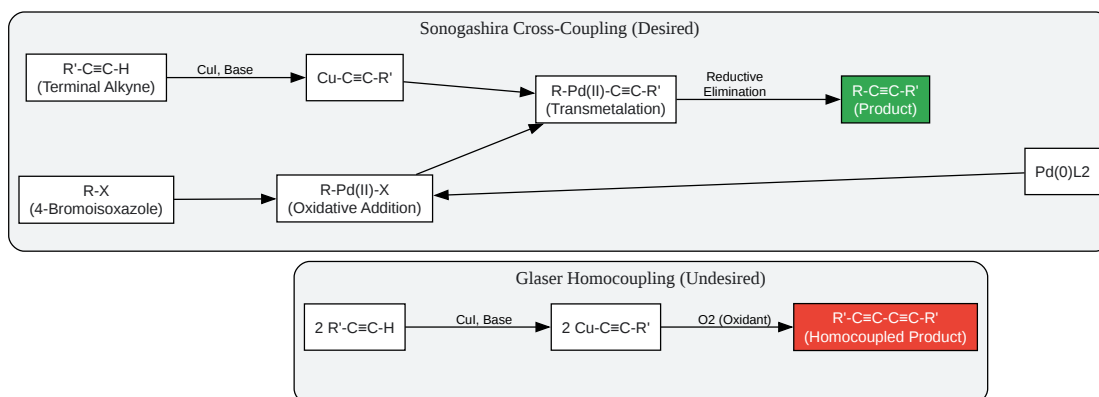 Sonogashira Cross-Coupling (Desired)
R'-C≡C-H
(Terminal Alkyne)
CuI, Base
Cu-C≡C-R'
R-Pd(II)-C≡C-R'
(Transmetalation)
Reductive
Elimination
R-C≡C-R'
(Product)
R-X
(4-Bromoisoxazole)
R-Pd(II)-X
(Oxidative Addition)
Pd(0)L2
Glaser Homocoupling (Undesired)
2 R'-C≡C-H
CuI, Base
2 Cu-C≡C-R'
O2 (Oxidant)
R'-C≡C-C≡C-R'
(Homocoupled Product)